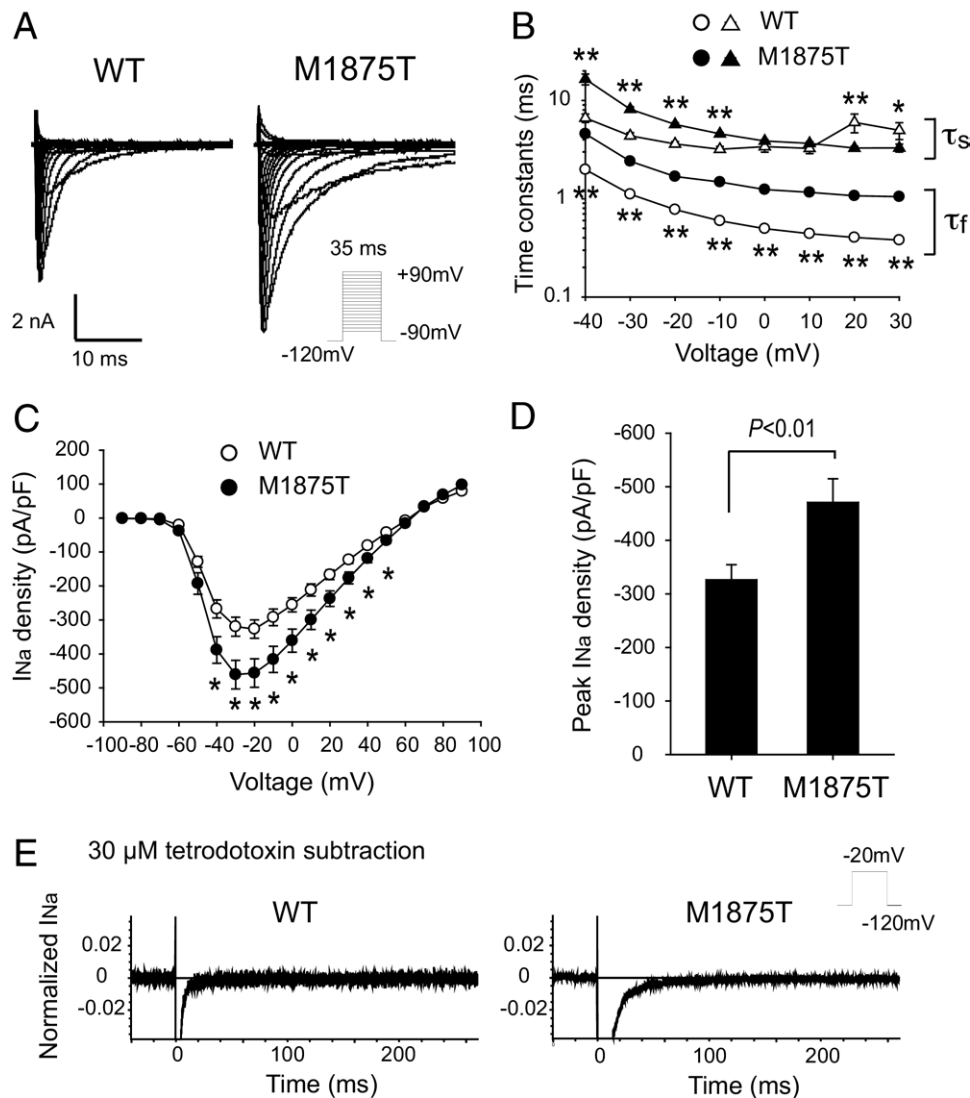 A
WT
M1875T
2 nA
10 ms
35 ms
+90mV
-90mV
-120mV
B
WT
M1875T
Time constants (ms)
10
1
0.1
** ** ** ** ** *
** ** ** ** ** ** ** **
τs
τf
-40 -30 -20 -10 0 10 20 30
Voltage (mV)
C
WT
M1875T
INa density (pA/pF)
200
100
0
-100
-200
-300
-400
-500
-600
* * * * * * * * * *
-100 -80 -60 -40 -20 0 20 40 60 80 100
Voltage (mV)
D
P<0.01
Peak INa density (pA/pF)
-600
-500
-400
-300
-200
-100
0
WT M1875T
E 30 µM tetrodotoxin subtraction
-20mV
-120mV
Normalized INa
WT
0.02
0
-0.02
0 100 200
Time (ms)
M1875T
0.02
0
-0.02
0 100 200
Time (ms)